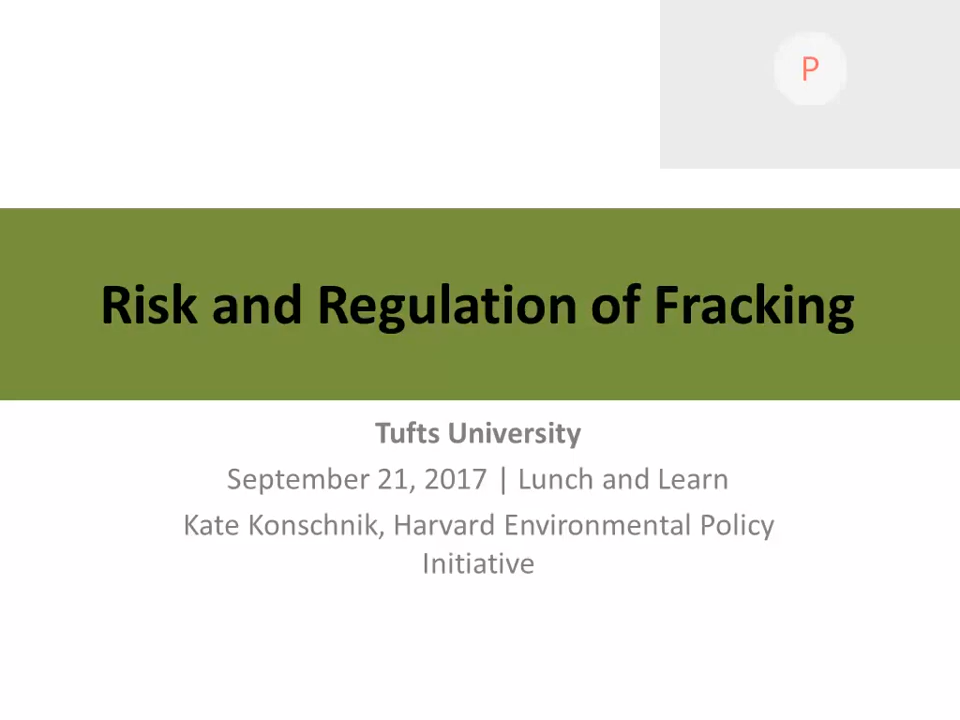 P
Risk and Regulation of Fracking
Tufts University
September 21, 2017 | Lunch and Learn
Kate Konschnik, Harvard Environmental Policy
Initiative